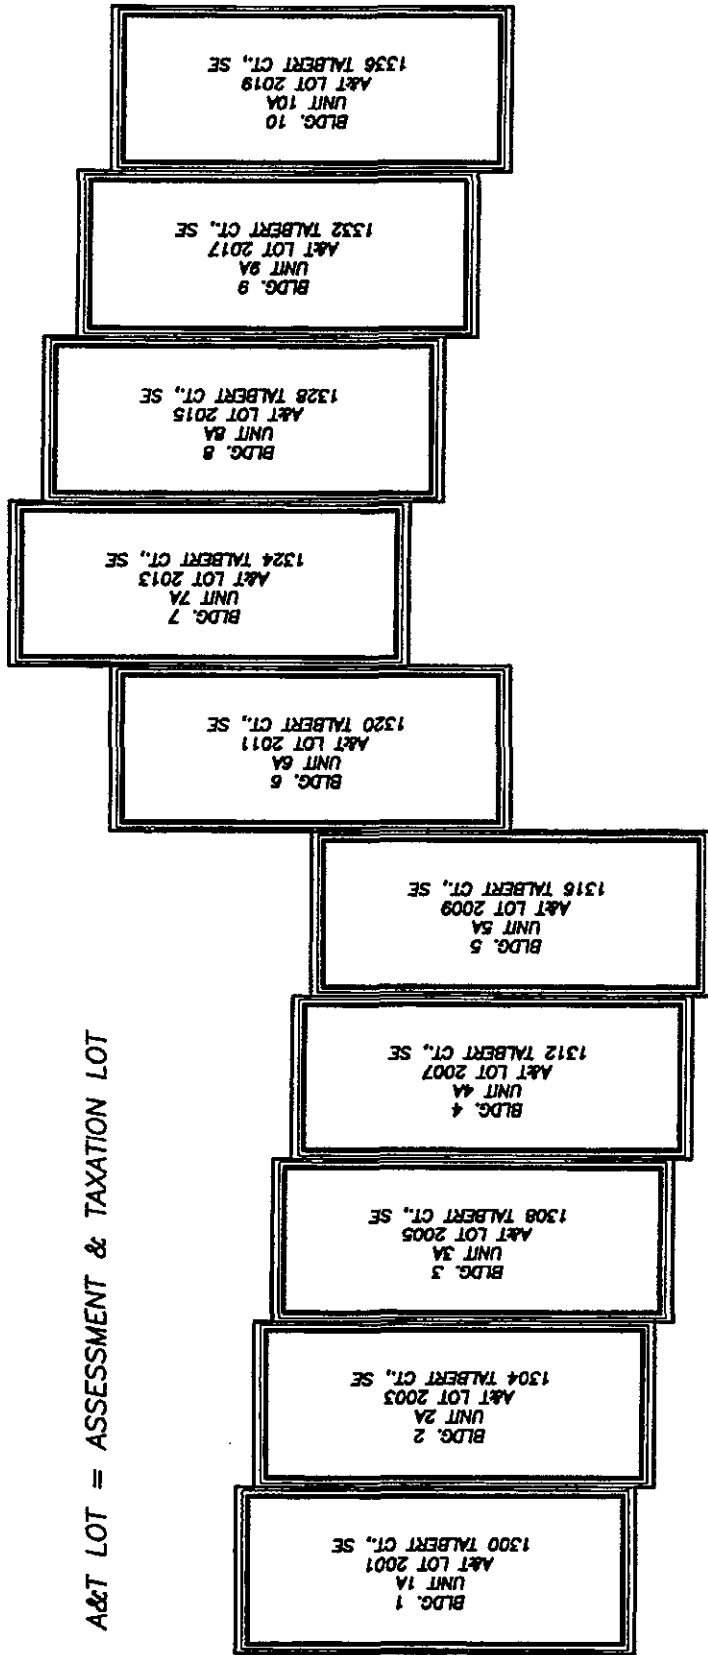 BLDG. 10
UNIT 10A
A&T LOT 2019
1336 TALBERT CT., SE
BLDG. 9
UNIT 9A
A&T LOT 2017
1332 TALBERT CT., SE
BLDG. 8
UNIT 8A
A&T LOT 2015
1328 TALBERT CT., SE
BLDG. 7
UNIT 7A
A&T LOT 2013
1324 TALBERT CT., SE
BLDG. 6
UNIT 6A
A&T LOT 2011
1320 TALBERT CT., SE
BLDG. 5
UNIT 5A
A&T LOT 2009
1316 TALBERT CT., SE
BLDG. 4
UNIT 4A
A&T LOT 2007
1312 TALBERT CT., SE
BLDG. 3
UNIT 3A
A&T LOT 2005
1308 TALBERT CT., SE
BLDG. 2
UNIT 2A
A&T LOT 2003
1304 TALBERT CT., SE
BLDG. 1
UNIT 1A
A&T LOT 2001
1300 TALBERT CT., SE
A&T LOT = ASSESSMENT & TAXATION LOT